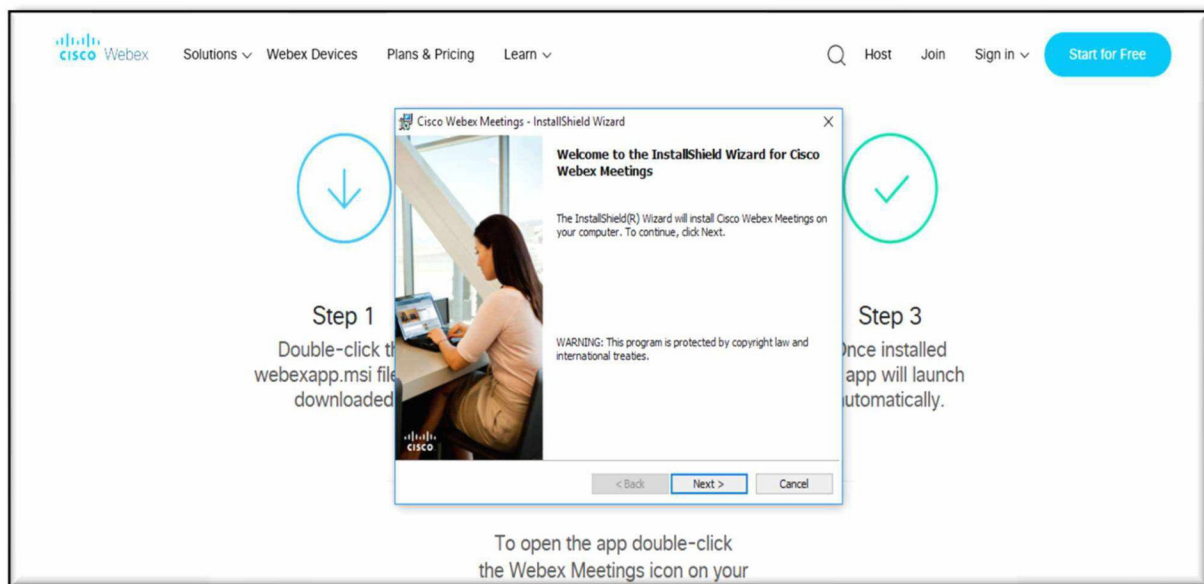 CISCO Webex
Solutions Webex Devices Plans & Pricing Learn Host Join Sign in Start for Free
Cisco Webex Meetings - InstallShield Wizard
Welcome to the InstallShield Wizard for Cisco
Webex Meetings
The InstallShield(R) Wizard will install Cisco Webex Meetings on
your computer. To continue, click Next.
WARNING: This program is protected by copyright law and
international treaties.
CISCO
< Back Next > Cancel
Step 1
Double-click
webexapp.msi
downloaded
Step 3
installed
app will launch
To open the app double-click
the Webex Meetings icon on your